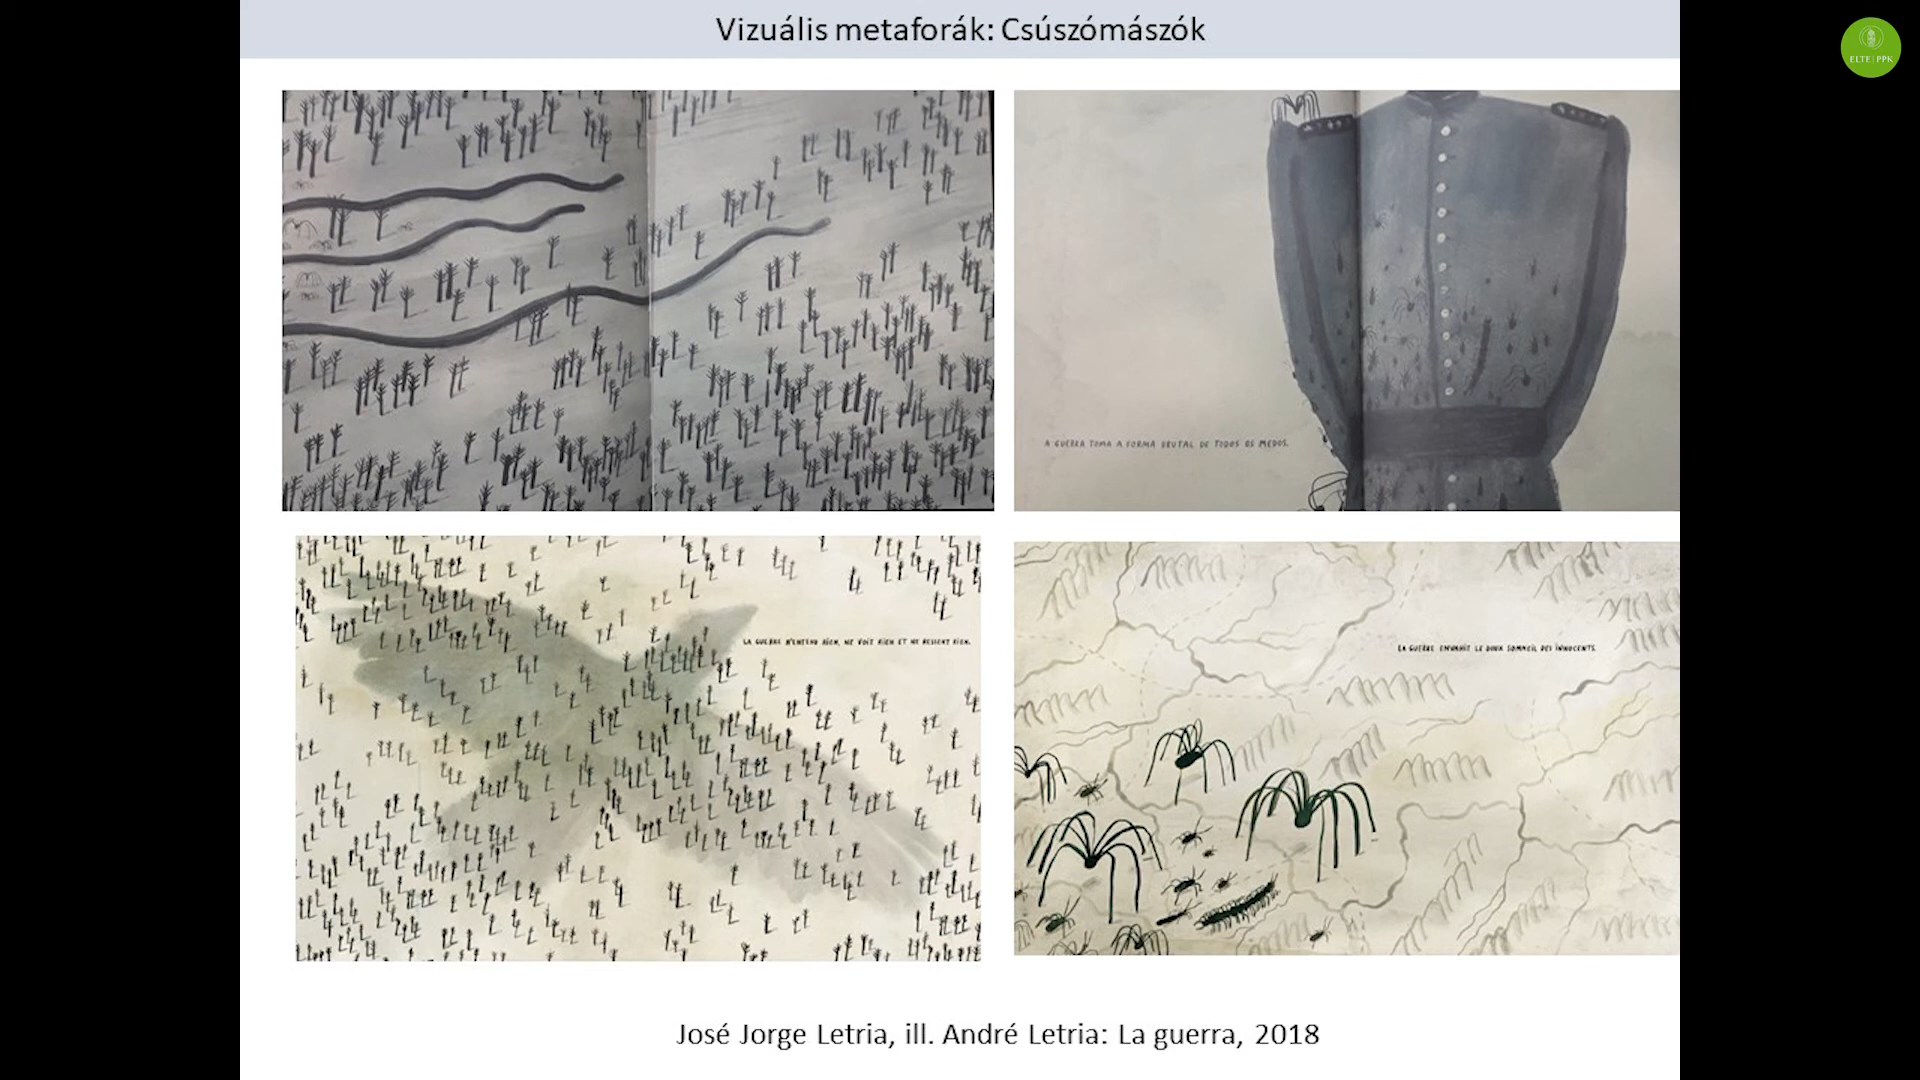 Vizuális metaforák: Csúszómászók
ELTE | PPK
A GUERRA TOMA A FORMA BRUTAL DE TODOS OS MEDOS.
LA GUERRE N'ENTEND RIEN, NE VOIT RIEN ET NE RESSENT RIEN.
LA GUERRE ENVAHIT LE DOUX SOMMEIL DES INNOCENTS.
José Jorge Letria, ill. André Letria: La guerra, 2018